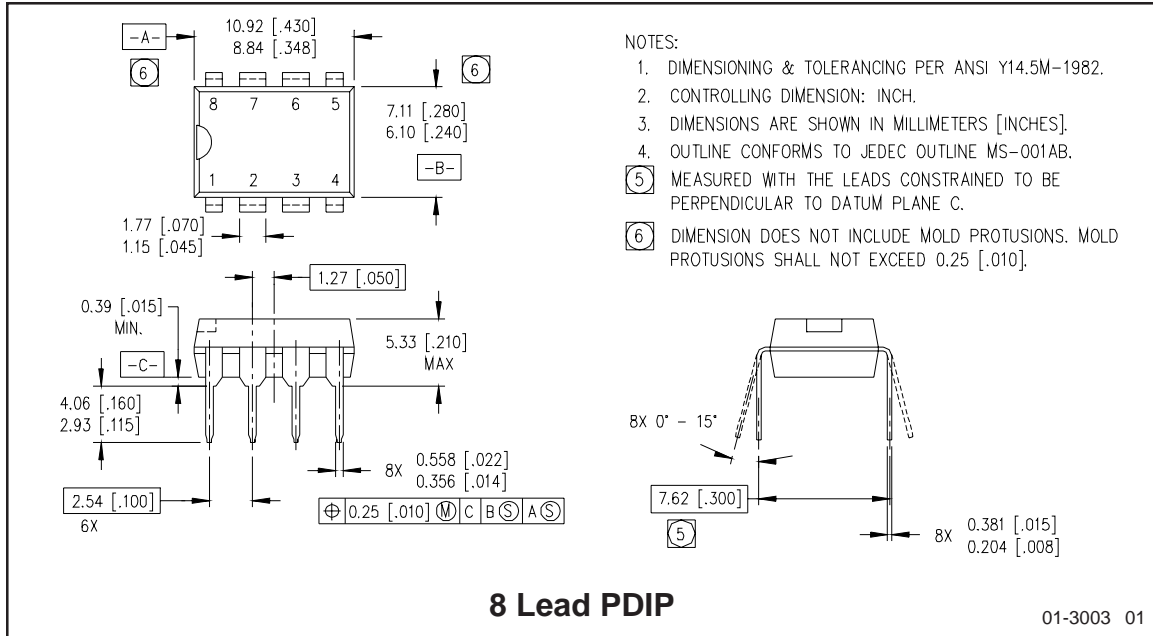 10.92 [.430]
8.84 [.348]
-A-
6
6
8 7 6 5
1 2 3 4
7.11 [.280]
6.10 [.240]
-B-
1.77 [.070]
1.15 [.045]
1.27 [.050]
0.39 [.015]
MIN.
-C-
5.33 [.210]
MAX
4.06 [.160]
2.93 [.115]
2.54 [.100]
6X
8X 0.558 [.022]
0.356 [.014]
⌖ 0.25 [.010] Ⓜ C B Ⓢ A Ⓢ
NOTES:
1. DIMENSIONING & TOLERANCING PER ANSI Y14.5M-1982.
2. CONTROLLING DIMENSION: INCH.
3. DIMENSIONS ARE SHOWN IN MILLIMETERS [INCHES].
4. OUTLINE CONFORMS TO JEDEC OUTLINE MS-001AB.
5 MEASURED WITH THE LEADS CONSTRAINED TO BE
PERPENDICULAR TO DATUM PLANE C.
6 DIMENSION DOES NOT INCLUDE MOLD PROTUSIONS. MOLD
PROTUSIONS SHALL NOT EXCEED 0.25 [.010].
8X 0° - 15°
7.62 [.300]
5
8X 0.381 [.015]
0.204 [.008]
8 Lead PDIP
01-3003 01